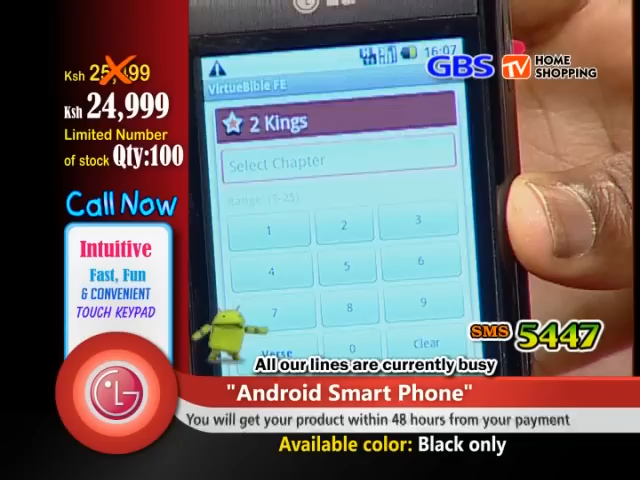 LG
Ksh 25,999
Ksh 24,999
Limited Number
of stock Qty:100
Call Now
Intuitive
Fast, Fun
& CONVENIENT
TOUCH KEYPAD
16:07
GBS TV HOME
SHOPPING
VirtueBible FE
2 Kings
Select Chapter
Range: (1-25)
1 2 3
4 5 6
7 8 9
Verse 0 Clear
SMS 5447
All our lines are currently busy
LG
"Android Smart Phone"
You will get your product within 48 hours from your payment
Available color: Black only